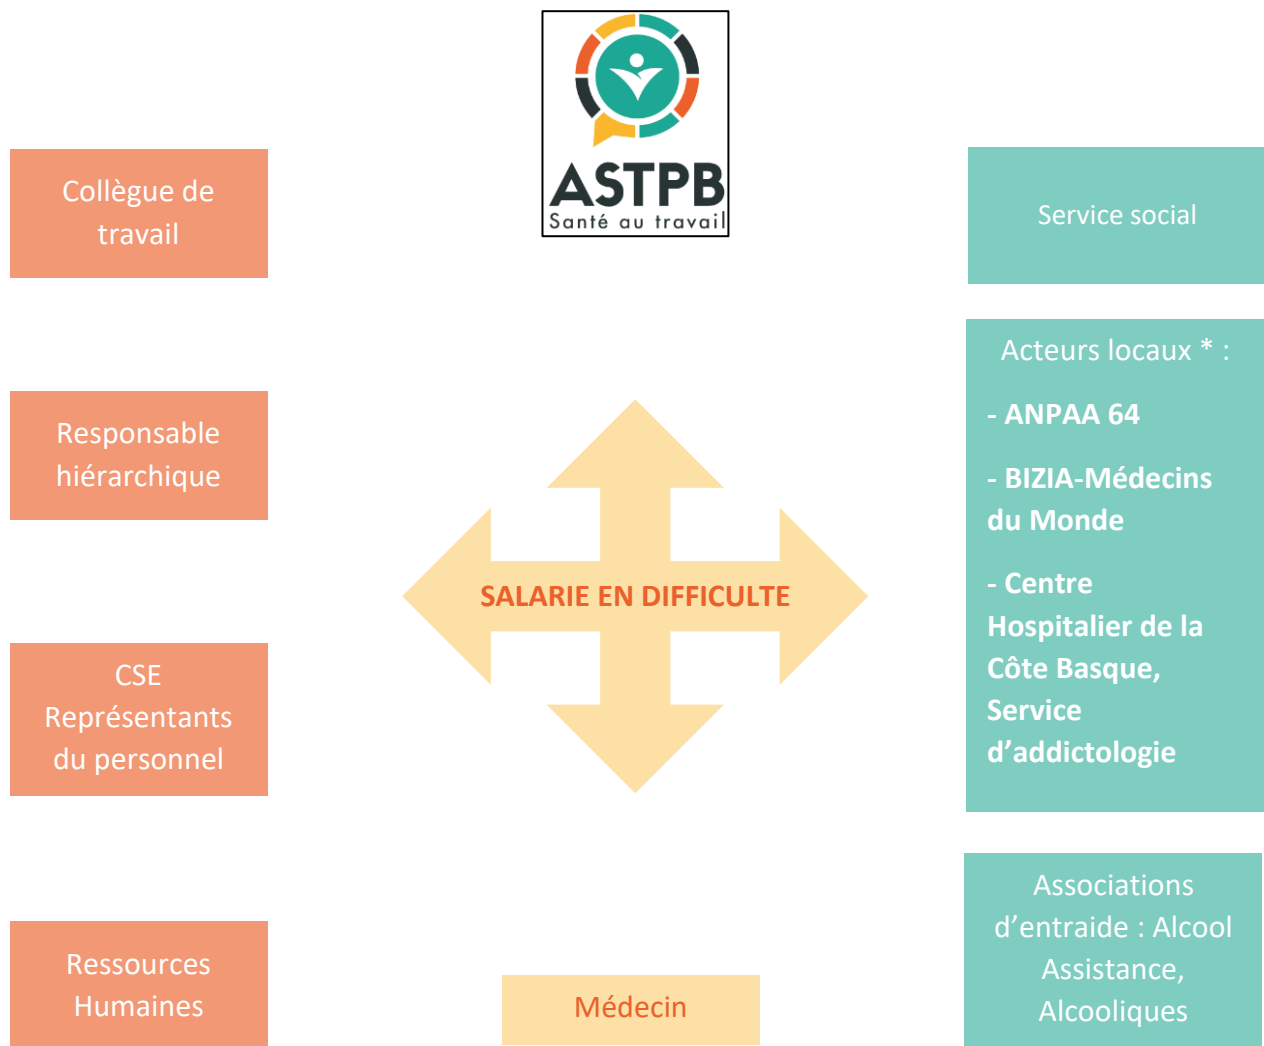 ASTPB
Santé au travail
Collègue de
travail
Service social
Responsable
hiérarchique
Acteurs locaux * :
- ANPAA 64
- BIZIA-Médecins
du Monde
- Centre
Hospitalier de la
Côte Basque,
Service
d’addictologie
SALARIE EN DIFFICULTE
CSE
Représentants
du personnel
Associations
d’entraide : Alcool
Assistance,
Alcooliques
Ressources
Humaines
Médecin